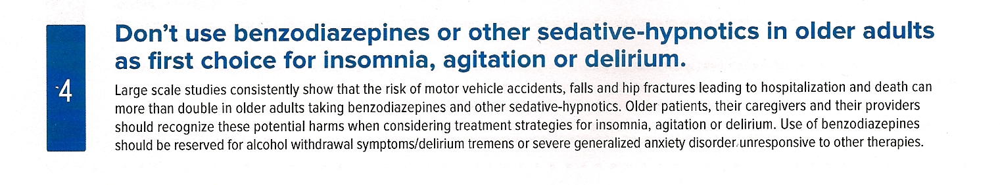 Don't use benzodiazepines or other sedative-hypnotics in older adults
as first choice for insomnia, agitation or delirium.
4
Large scale studies consistently show that the risk of motor vehicle accidents, falls and hip fractures leading to hospitalization and death can
more than double in older adults taking benzodiazepines and other sedative-hypnotics. Older patients, their caregivers and their providers
should recognize these potential harms when considering treatment strategies for insomnia, agitation or delirium. Use of benzodiazepines
should be reserved for alcohol withdrawal symptoms/delirium tremens or severe generalized anxiety disorder unresponsive to other therapies.